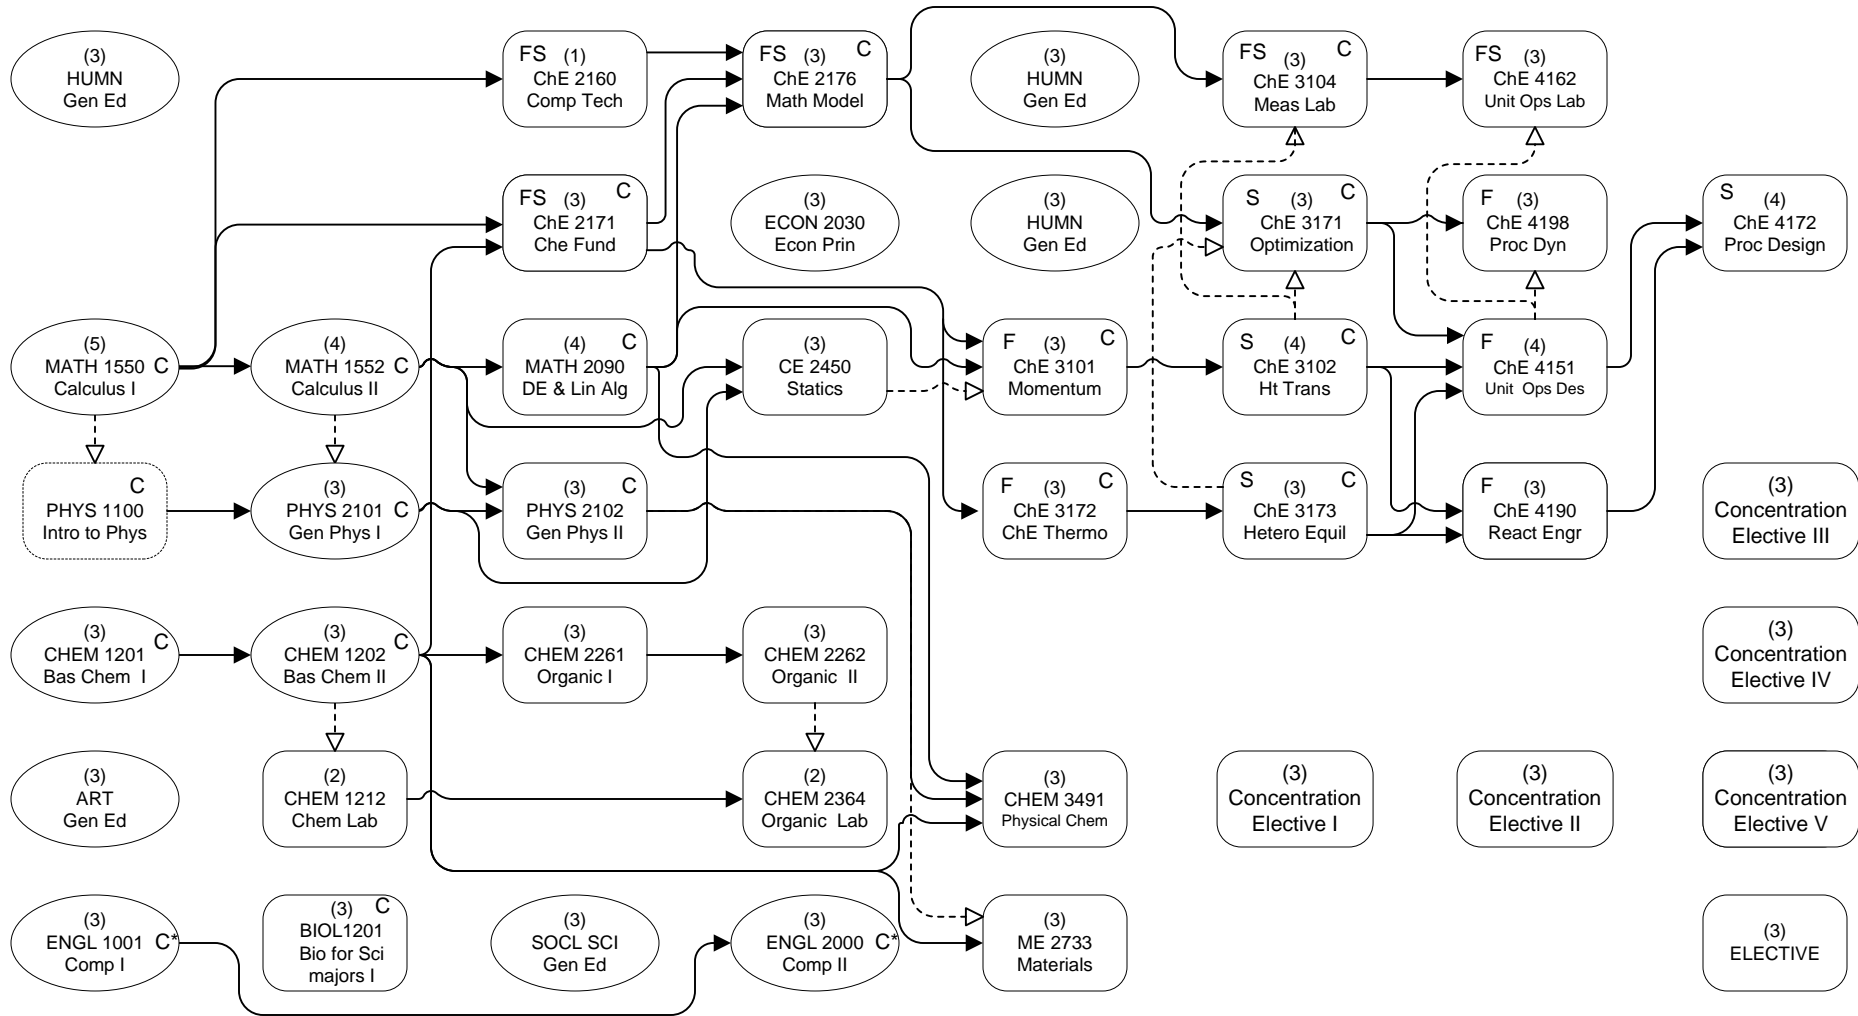 (3)
HUMN
Gen Ed
FS (1)
ChE 2160
Comp Tech
FS (3) C
ChE 2176
Math Model
(3)
HUMN
Gen Ed
FS (3) C
ChE 3104
Meas Lab
FS (3)
ChE 4162
Unit Ops Lab
FS (3) C
ChE 2171
Che Fund
(3)
ECON 2030
Econ Prin
(3)
HUMN
Gen Ed
S (3) C
ChE 3171
Optimization
F (3)
ChE 4198
Proc Dyn
S (4)
ChE 4172
Proc Design
(5)
MATH 1550 C
Calculus I
(4)
MATH 1552 C
Calculus II
(4) C
MATH 2090
DE & Lin Alg
(3)
CE 2450
Statics
F (3) C
ChE 3101
Momentum
S (4) C
ChE 3102
Ht Trans
F (4)
ChE 4151
Unit Ops Des
C
PHYS 1100
Intro to Phys
(3)
PHYS 2101 C
Gen Phys I
(3) C
PHYS 2102
Gen Phys II
F (3) C
ChE 3172
ChE Thermo
S (3) C
ChE 3173
Hetero Equil
F (3)
ChE 4190
React Engr
(3)
Concentration
Elective III
(3)
CHEM 1201 C
Bas Chem I
(3)
CHEM 1202 C
Bas Chem II
(3)
CHEM 2261
Organic I
(3)
CHEM 2262
Organic II
(3)
Concentration
Elective IV
(3)
ART
Gen Ed
(2)
CHEM 1212
Chem Lab
(2)
CHEM 2364
Organic Lab
(3)
CHEM 3491
Physical Chem
(3)
Concentration
Elective I
(3)
Concentration
Elective II
(3)
Concentration
Elective V
(3)
ENGL 1001 C*
Comp I
(3) C
BIOL1201
Bio for Sci
majors I
(3)
SOCL SCI
Gen Ed
(3)
ENGL 2000 C*
Comp II
(3)
ME 2733
Materials
(3)
ELECTIVE